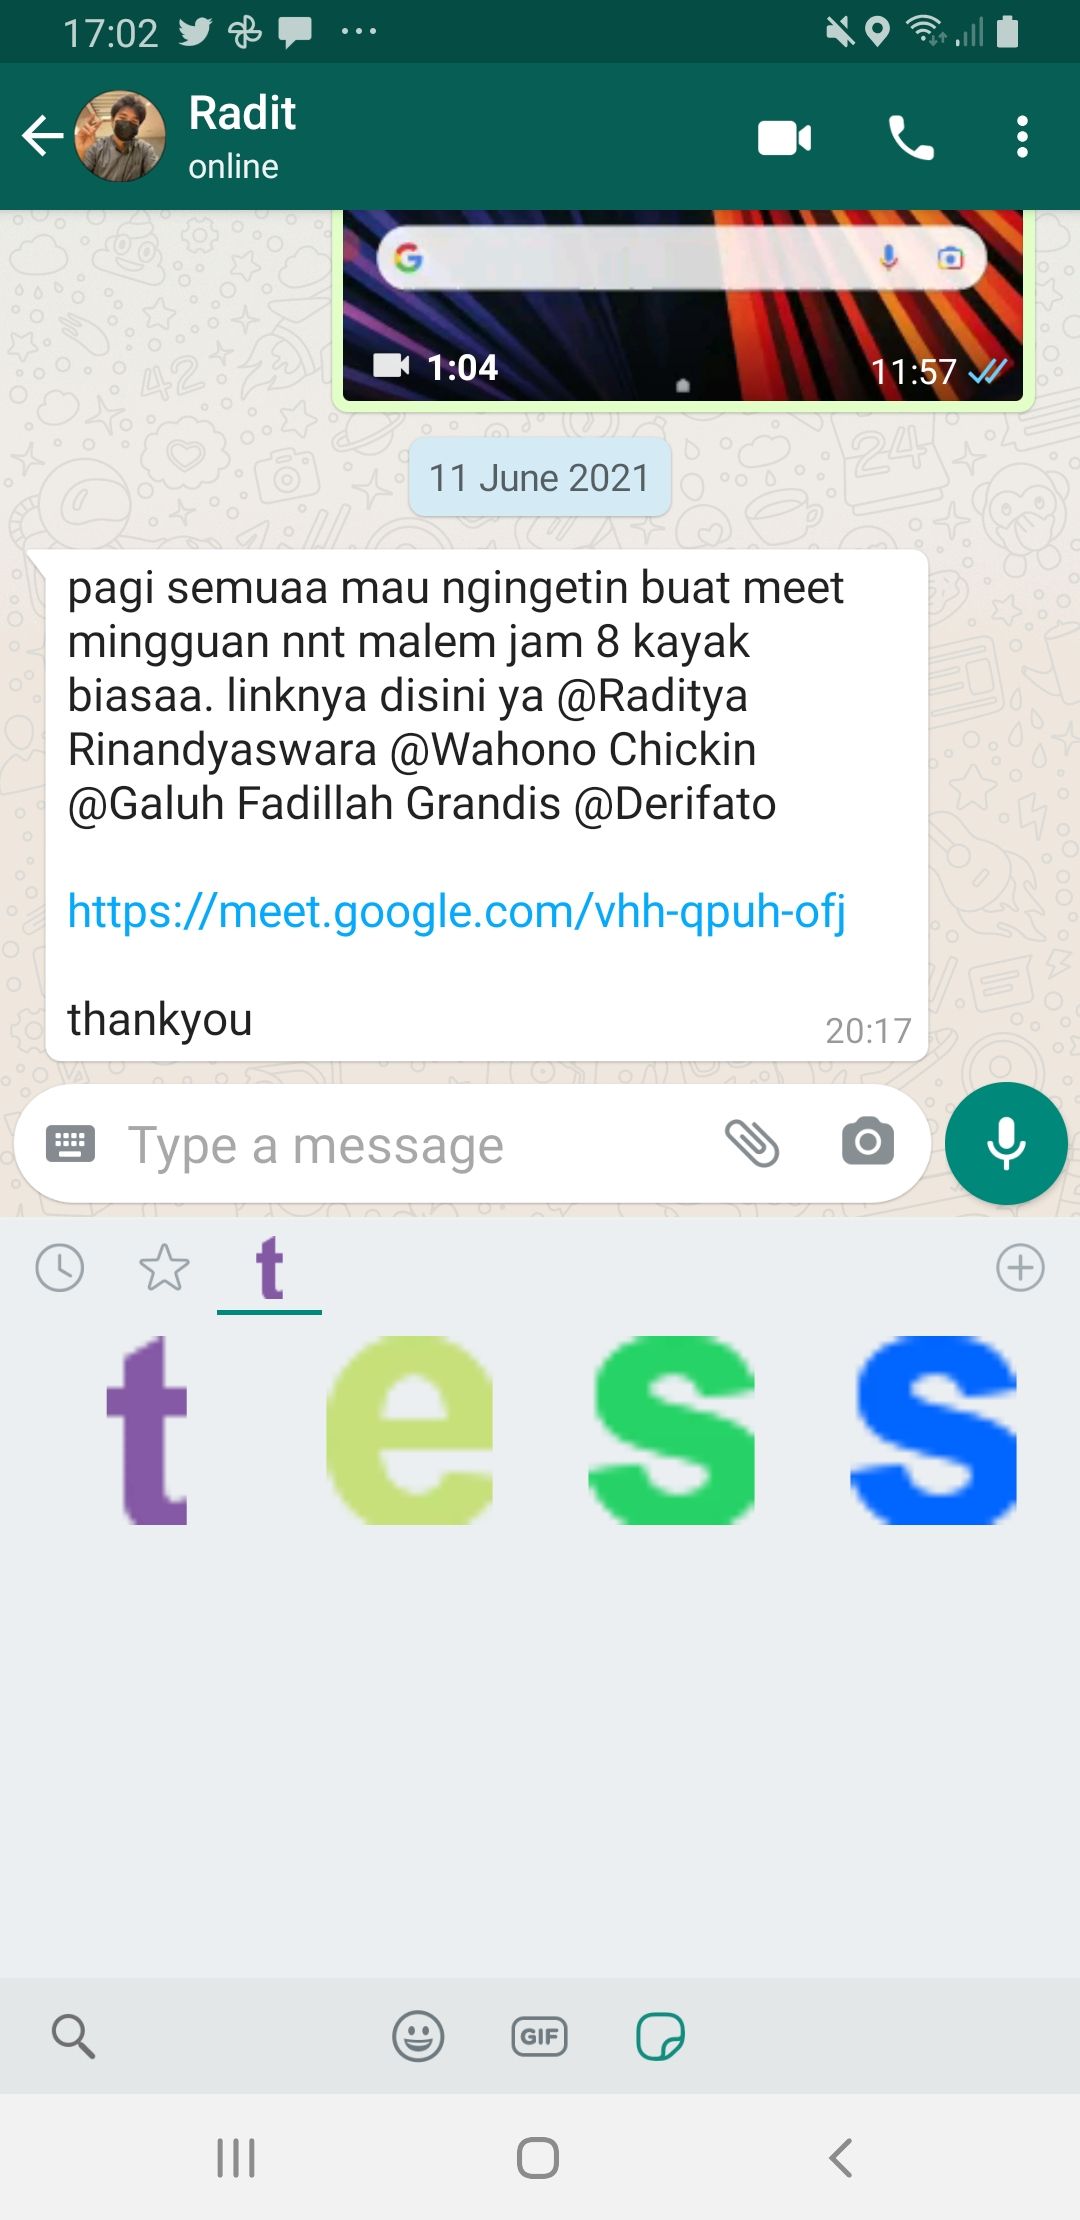 17:02
Radit
online
1:04
11:57
11 June 2021
pagi semuaa mau ngingetin buat meet
mingguan nnt malem jam 8 kayak
biasaa. linknya disini ya @Raditya
Rinandyaswara @Wahono Chickin
@Galuh Fadillah Grandis @Derifato
https://meet.google.com/vhh-qpuh-ofj
thankyou
20:17
Type a message
t
t e s s
GIF